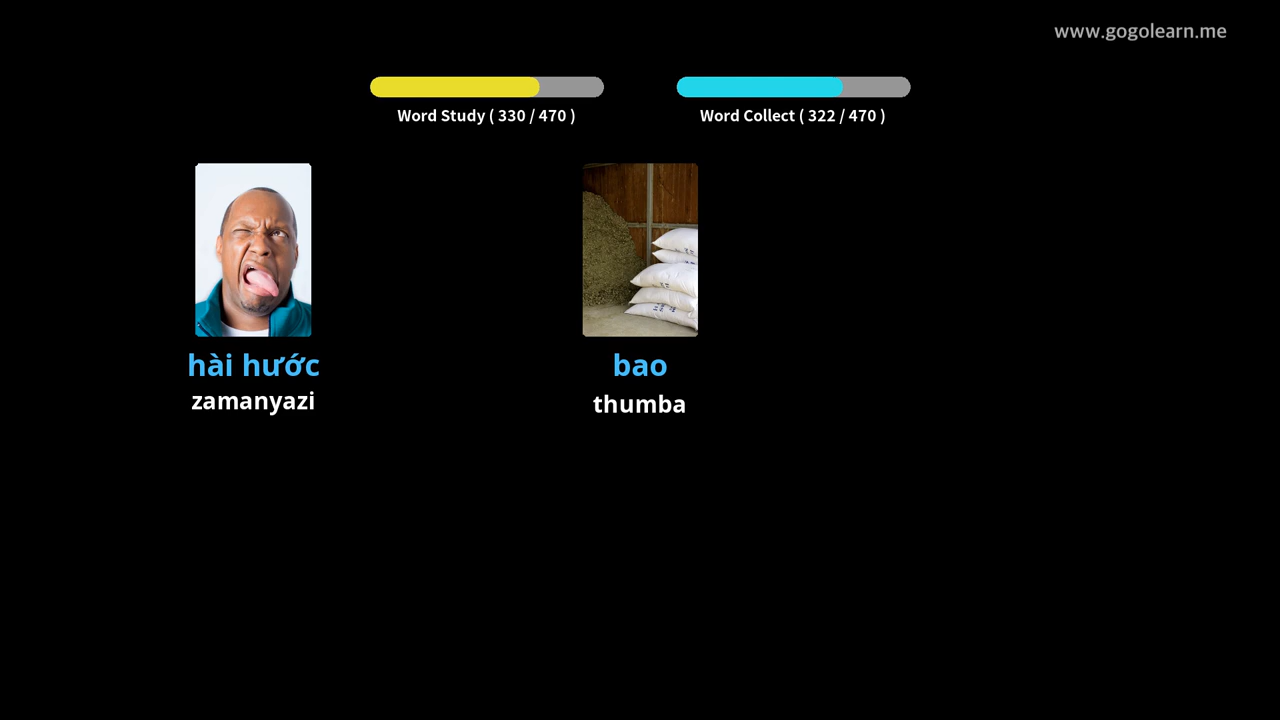 www.gogolearn.me
Word Study ( 330 / 470 )
Word Collect ( 322 / 470 )
hài hước
zamanyazi
bao
thumba